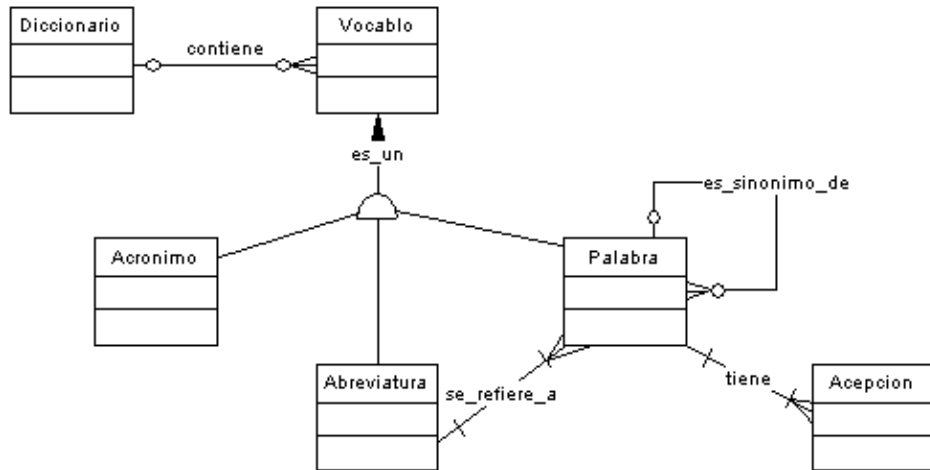 Diccionario
contiene
Vocablo
es_un
es_sinonimo_de
Acronimo
Palabra
Abreviatura
se_refiere_a
tiene
Acepcion